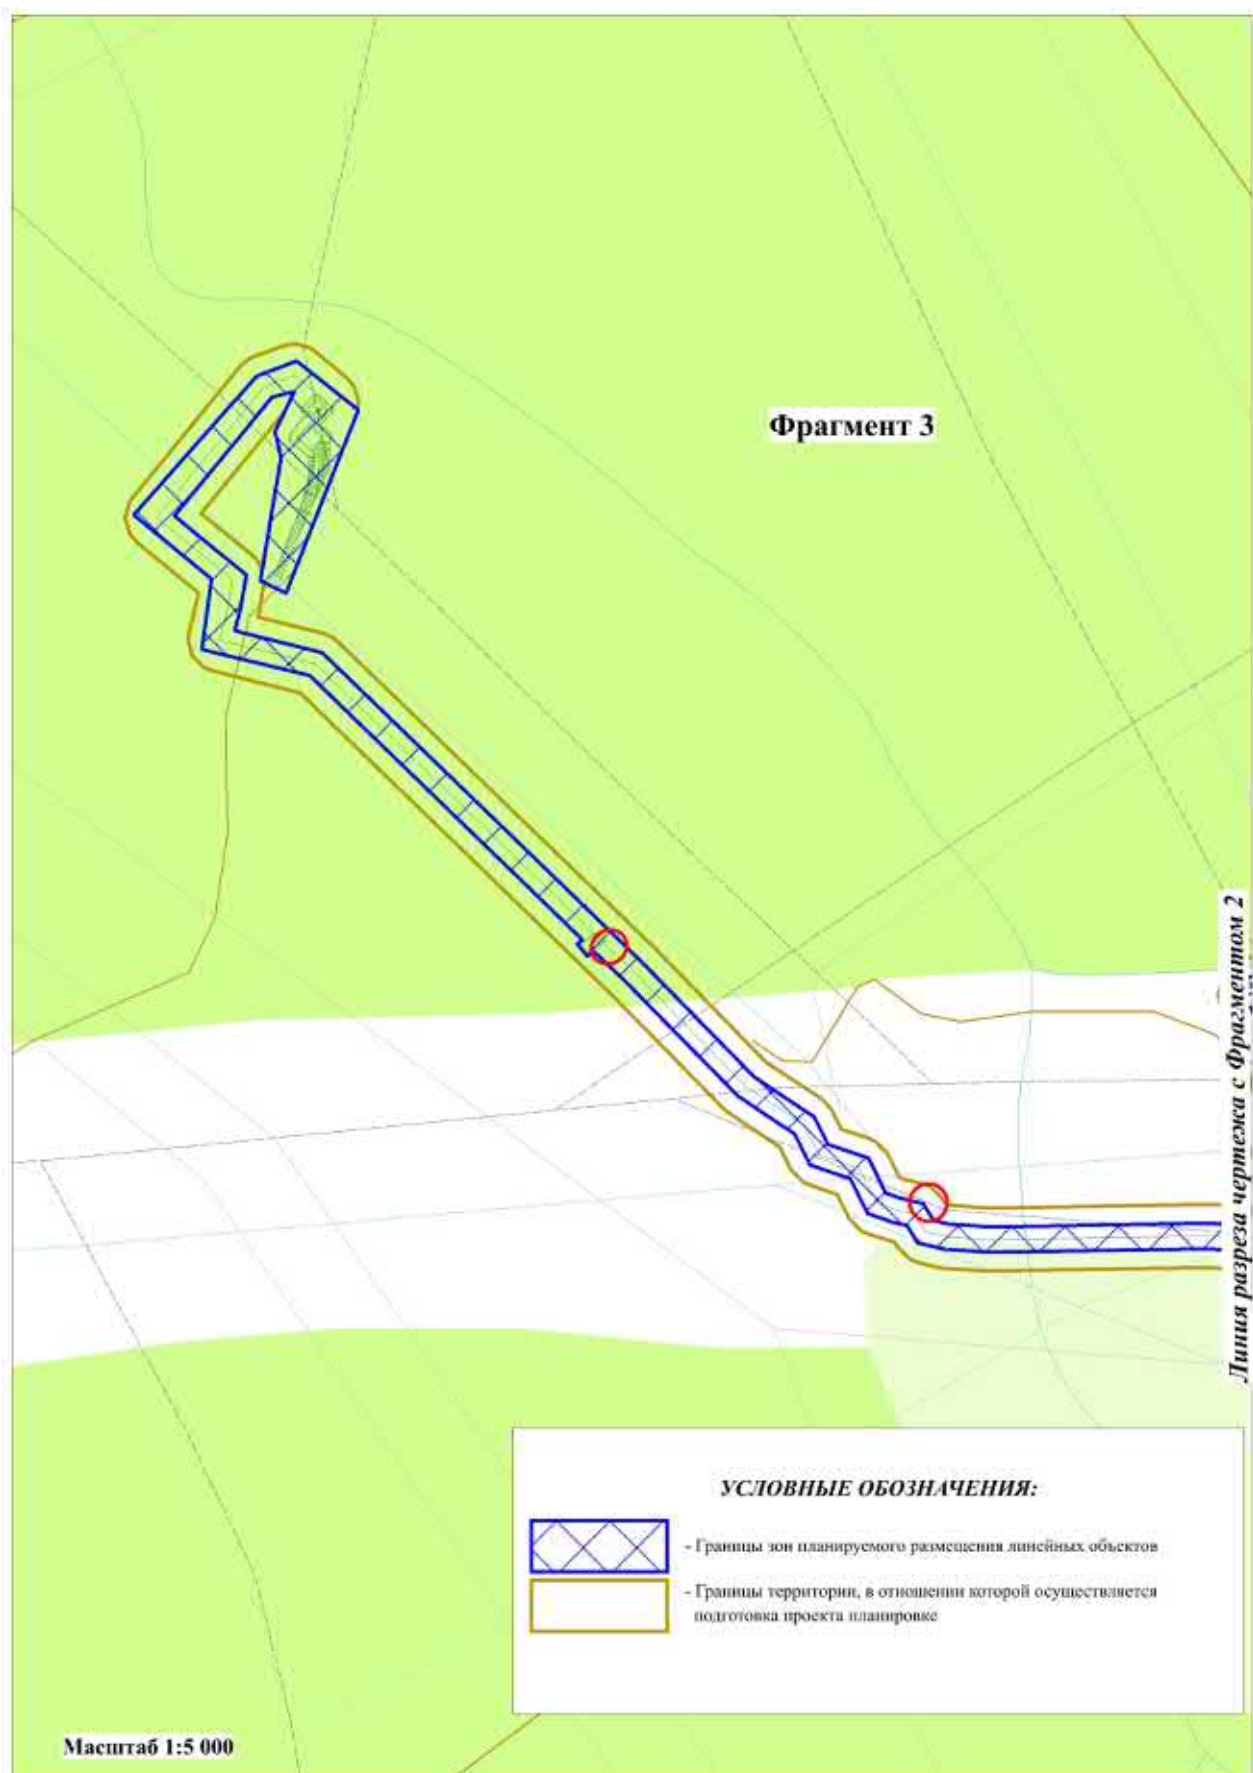 Фрагмент 3
Линия разреза чертежа с Фрагментом 2
УСЛОВНЫЕ ОБОЗНАЧЕНИЯ:
- Границы зон планируемого размещения линейных объектов
- Границы территории, в отношении которой осуществляется
подготовка проекта планировке
Масштаб 1:5 000